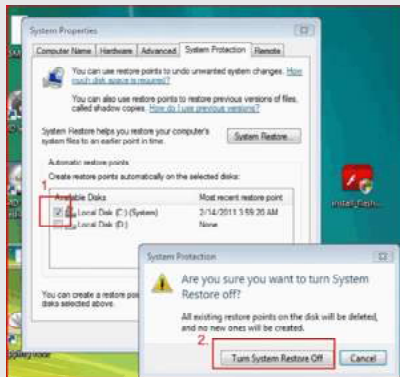 System Properties
Computer Name Hardware Advanced System Protection Remote
You can use restore points to undo unwanted system changes. How
much disk space is required?
You can also use restore points to restore previous versions of files,
called shadow copies. How do I use previous versions?
System Restore helps you restore your computer's
system files to an earlier point in time.
System Restore...
Automatic restore points
Create restore points automatically on the selected disks:
1.
Available Disks Most recent restore point
Local Disk (C:) (System) 2/14/2011 3:59:20 AM
Local Disk (D:) None
install_flash...
System Protection
Are you sure you want to turn System
Restore off?
You can create a restore poi
disks selected above.
All existing restore points on the disk will be deleted,
and no new ones will be created.
2.
Turn System Restore Off Cancel